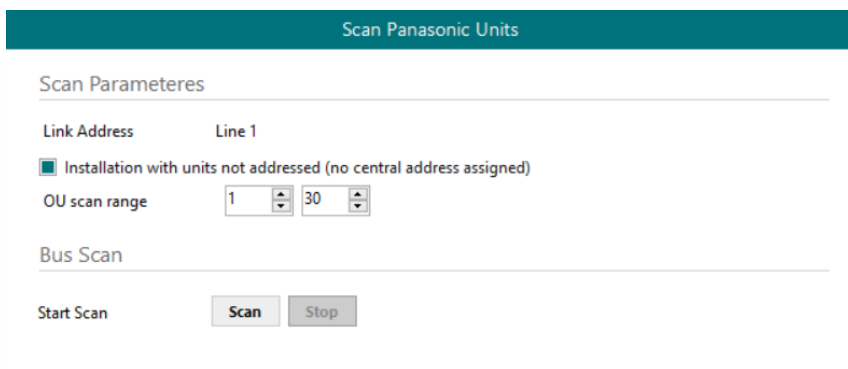 Scan Panasonic Units
Scan Parameteres
Link Address Line 1
Installation with units not addressed (no central address assigned)
OU scan range 1 30
Bus Scan
Start Scan Scan Stop